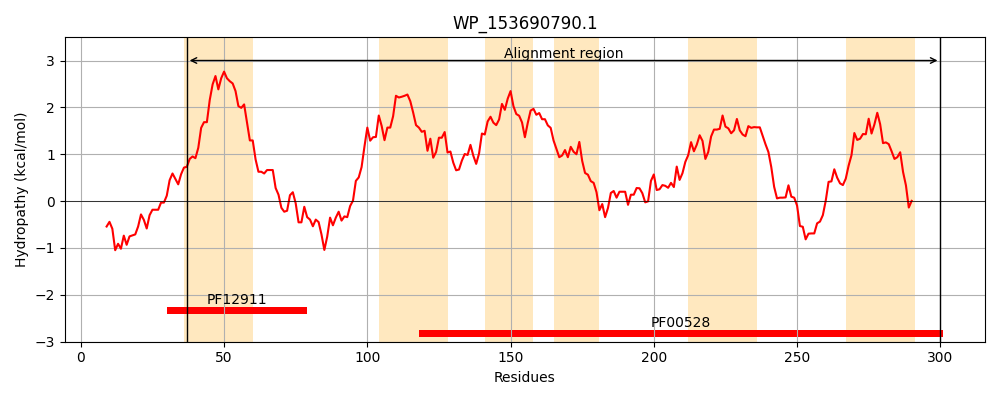 WP_153690790.1
Alignment region
3
2
1
0
−1
−2
−3
Hydropathy (kcal/mol)
PF12911
PF00528
0 50 100 150 200 250 300
Residues